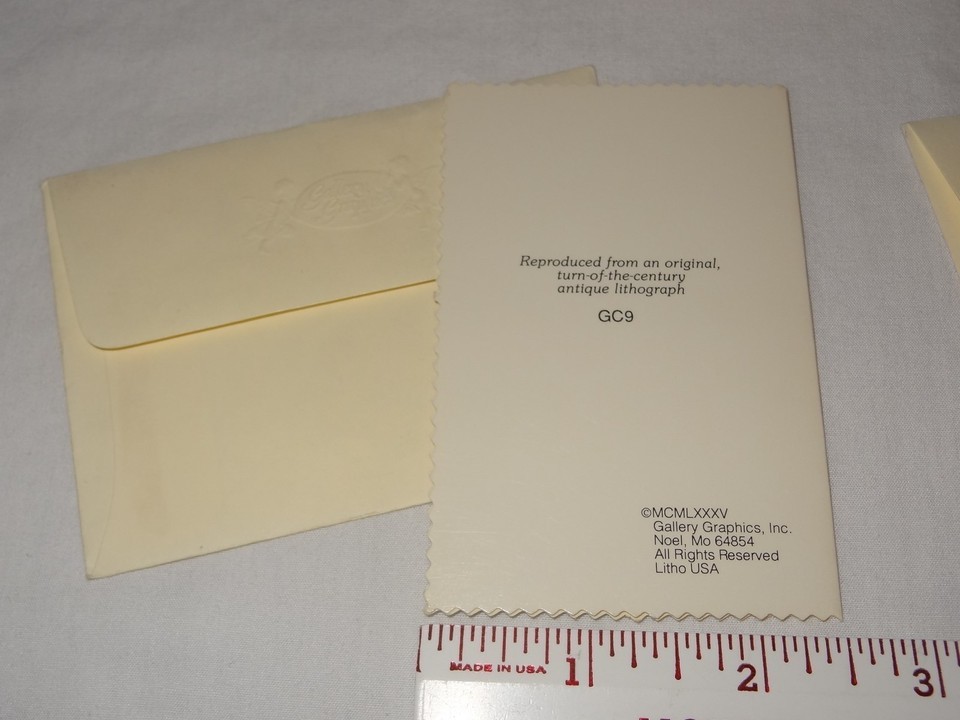 Reproduced from an original,
turn-of-the-century
antique lithograph
GC9
©MCMLXXXV
Gallery Graphics, Inc.
Noel, Mo 64854
All Rights Reserved
Litho USA
MADE IN USA
1
2
3